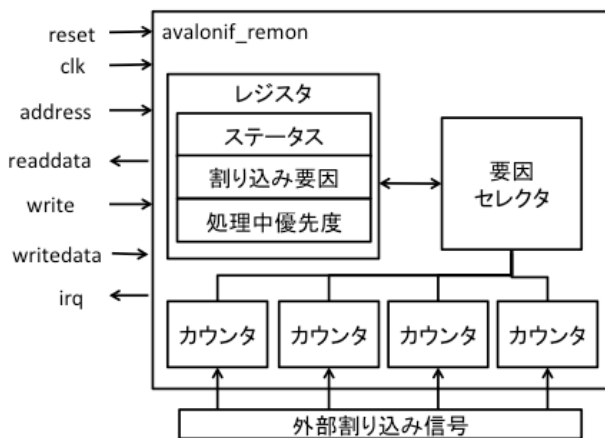 reset
avalonif_remon
clk
address
readdata
write
writedata
irq
レジスタ
ステータス
割り込み要因
処理中優先度
要因
セレクタ
カウンタ
カウンタ
カウンタ
カウンタ
外部割り込み信号